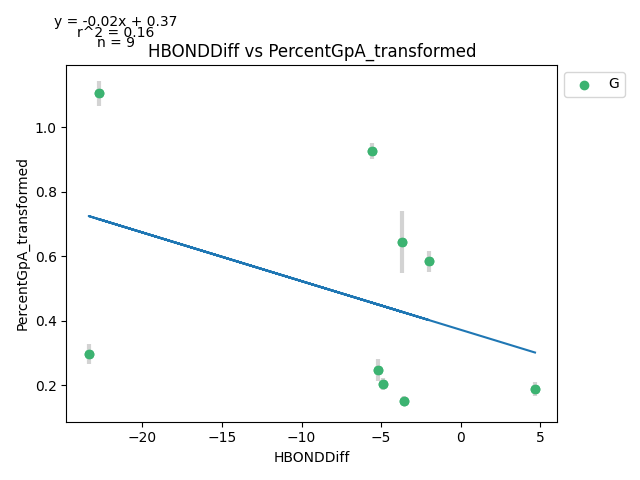 y = -0.02x + 0.37
r^2 = 0.16
n = 9
HBONDDiff vs PercentGpA_transformed
G
PercentGpA_transformed
1.0
0.8
0.6
0.4
0.2
−20 −15 −10 −5 0 5
HBONDDiff